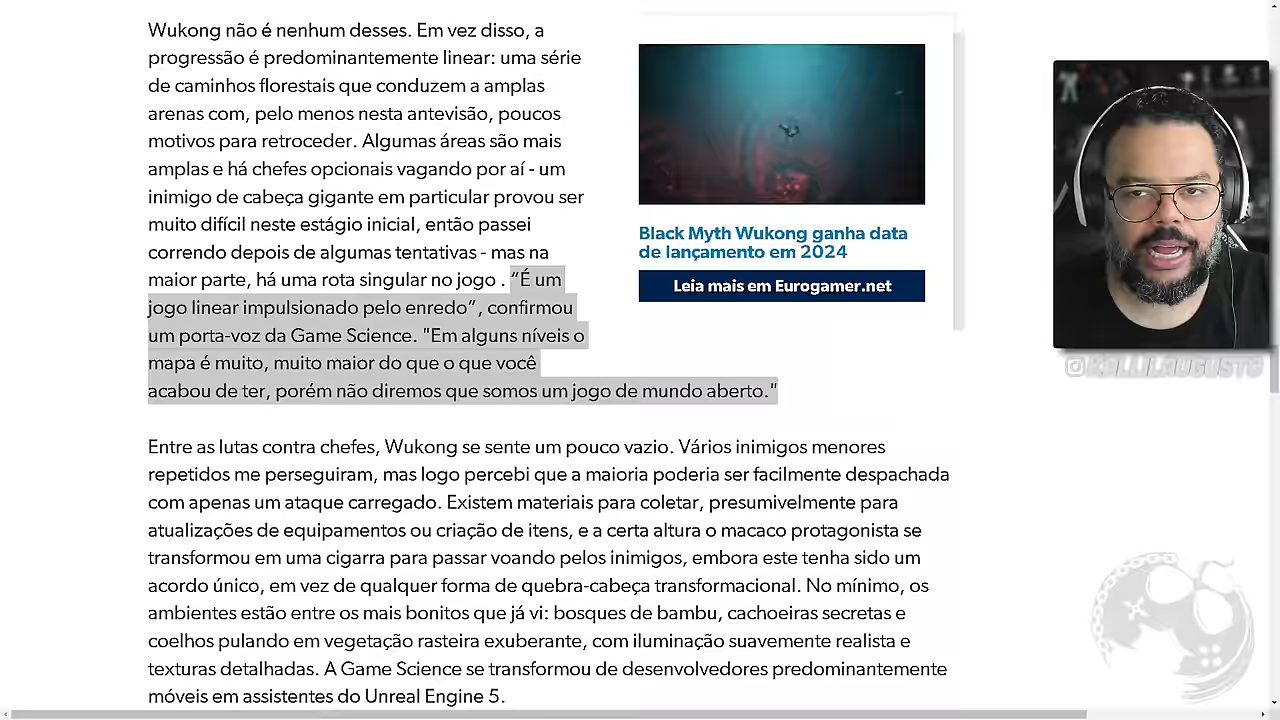 Wukong não é nenhum desses. Em vez disso, a
progressão é predominantemente linear: uma série
de caminhos florestais que conduzem a amplas
arenas com, pelo menos nesta antevisão, poucos
motivos para retroceder. Algumas áreas são mais
amplas e há chefes opcionais vagando por aí - um
inimigo de cabeça gigante em particular provou ser
muito difícil neste estágio inicial, então passei
correndo depois de algumas tentativas - mas na
maior parte, há uma rota singular no jogo . “É um
jogo linear impulsionado pelo enredo”, confirmou
um porta-voz da Game Science. "Em alguns níveis o
mapa é muito, muito maior do que o que você
acabou de ter, porém não diremos que somos um jogo de mundo aberto."
Black Myth Wukong ganha data
de lançamento em 2024
Leia mais em Eurogamer.net
Entre as lutas contra chefes, Wukong se sente um pouco vazio. Vários inimigos menores
repetidos me perseguiram, mas logo percebi que a maioria poderia ser facilmente despachada
com apenas um ataque carregado. Existem materiais para coletar, presumivelmente para
atualizações de equipamentos ou criação de itens, e a certa altura o macaco protagonista se
transformou em uma cigarra para passar voando pelos inimigos, embora este tenha sido um
acordo único, em vez de qualquer forma de quebra-cabeça transformacional. No mínimo, os
ambientes estão entre os mais bonitos que já vi: bosques de bambu, cachoeiras secretas e
coelhos pulando em vegetação rasteira exuberante, com iluminação suavemente realista e
texturas detalhadas. A Game Science se transformou de desenvolvedores predominantemente
móveis em assistentes do Unreal Engine 5.